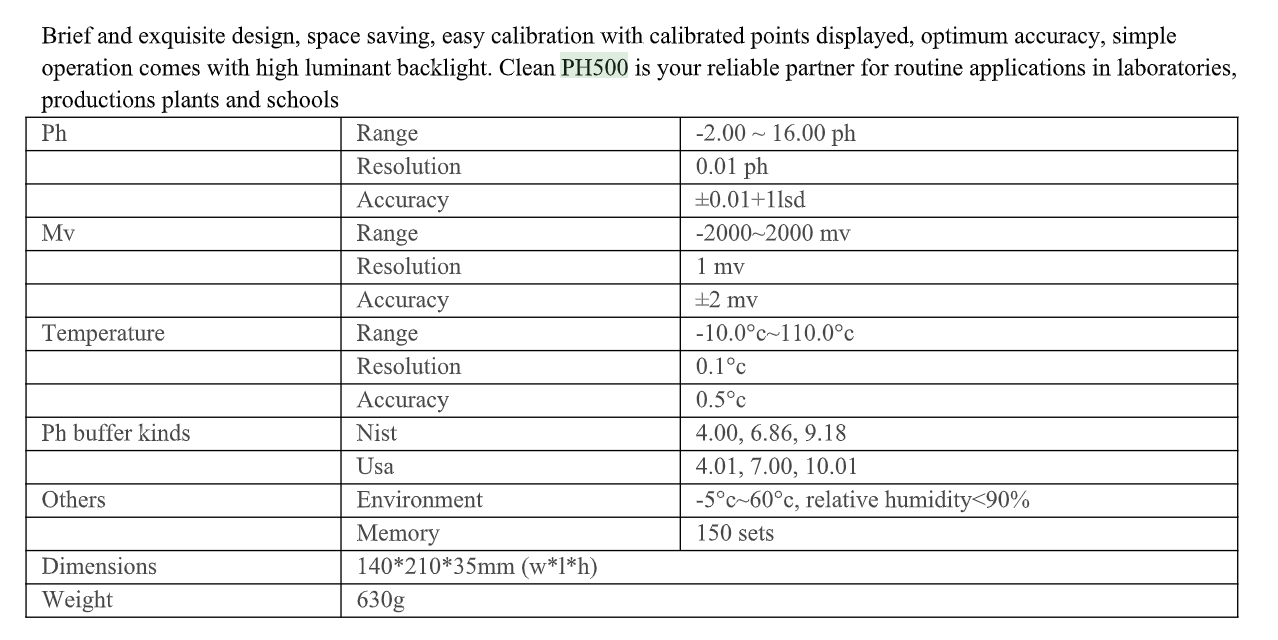 Brief and exquisite design, space saving, easy calibration with calibrated points displayed, optimum accuracy, simple
operation comes with high luminant backlight. Clean PH500 is your reliable partner for routine applications in laboratories,
productions plants and schools
Ph Range -2.00 ~ 16.00 ph
Resolution 0.01 ph
Accuracy ±0.01+1lsd
Mv Range -2000~2000 mv
Resolution 1 mv
Accuracy ±2 mv
Temperature Range -10.0°c~110.0°c
Resolution 0.1°c
Accuracy 0.5°c
Ph buffer kinds Nist 4.00, 6.86, 9.18
Usa 4.01, 7.00, 10.01
Others Environment -5°c~60°c, relative humidity<90%
Memory 150 sets
Dimensions 140*210*35mm (w*l*h)
Weight 630g